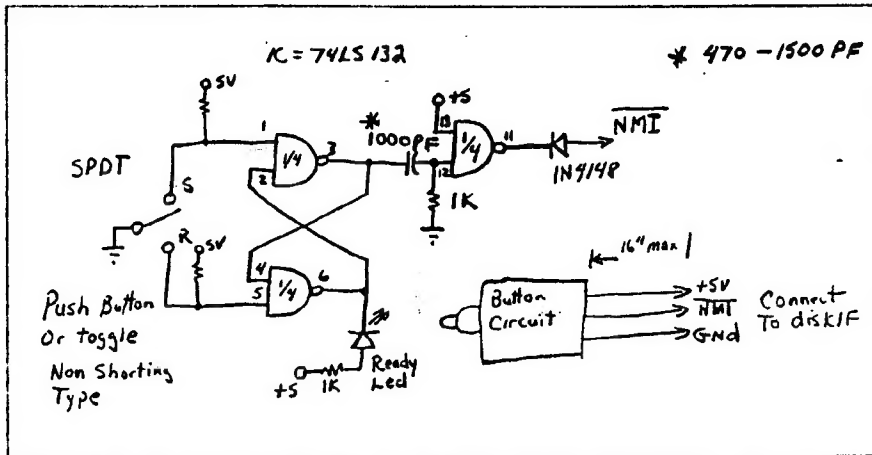 IC = 74LS132
* 470 - 1500 PF
5V
+5
1
3
13
11
NMI
*
1000PF
1/4
1/4
2
12
1N4148
SPDT
S
1K
R
5V
16" max
4
6
1/4
5
+5V
Push Button
Or toggle
Non Shorting
Type
Button
Circuit
NMI
GNd
Connect
To diskIF
+5
1K
Ready
Led